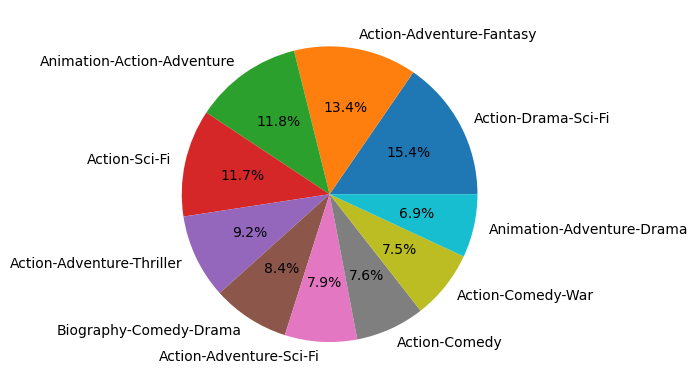 Action-Adventure-Fantasy
Animation-Action-Adventure
13.4%
Action-Drama-Sci-Fi
11.8%
15.4%
Action-Sci-Fi
11.7%
6.9%
Animation-Adventure-Drama
9.2%
7.5%
Action-Adventure-Thriller
8.4%
7.6%
7.9%
Action-Comedy-War
Biography-Comedy-Drama
Action-Comedy
Action-Adventure-Sci-Fi